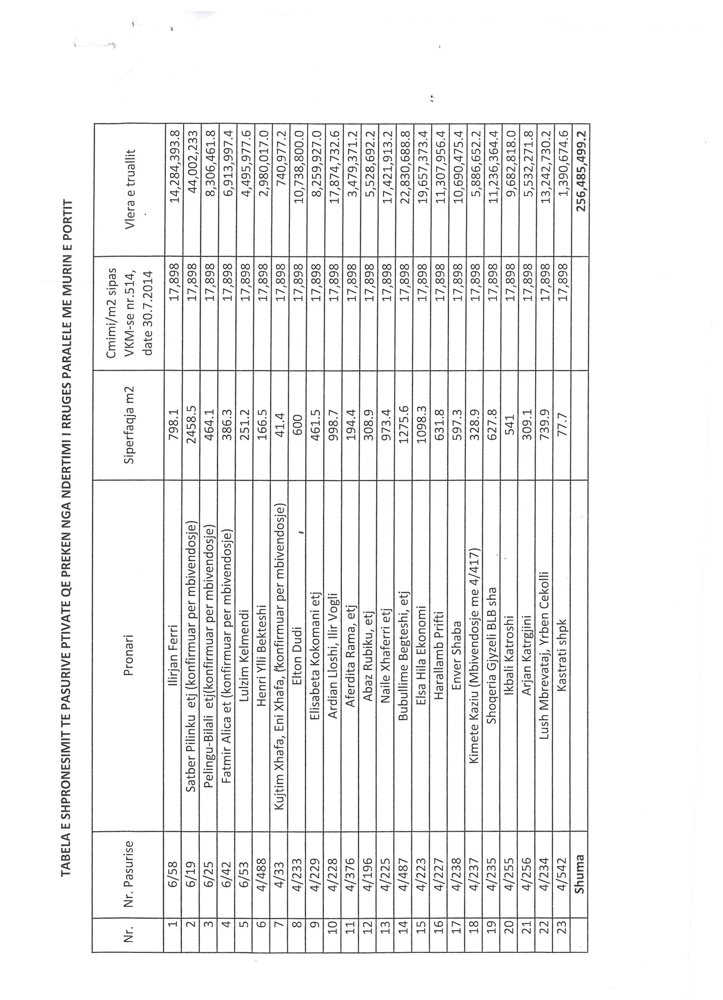 TABELA E SHPRONESIMIT TE PASURIVE PTIVATE QE PREKEN NGA NDERTIMI I RRUGES PARALELE ME MURIN E PORTIT
Nr. Nr. Pasurise Pronari Siperfaqja m2 Cmimi/m2 sipas VKM-se nr.514, date 30.7.2014 Vlera e truallit
1 6/58 Ilirjan Ferri 798.1 17,898 14,284,393.8
2 6/19 Satber Pilinku etj (konfirmuar per mbivendosje) 2458.5 17,898 44,002,233
3 6/25 Pelingu-Bilali etj(konfirmuar per mbivendosje) 464.1 17,898 8,306,461.8
4 6/42 Fatmir Alica et (konfirmuar per mbivendosje) 386.3 17,898 6,913,997.4
5 6/53 Lulzim Kelmendi 251.2 17,898 4,495,977.6
6 4/488 Henri Ylli Bekteshi 166.5 17,898 2,980,017.0
7 4/33 Kujtim Xhafa, Eni Xhafa, (konfirmuar per mbivendosje) 41.4 17,898 740,977.2
8 4/233 Elton Dudi 600 17,898 10,738,800.0
9 4/229 Elisabeta Kokomani etj 461.5 17,898 8,259,927.0
10 4/228 Ardian Lloshi, Ilir Vogli 998.7 17,898 17,874,732.6
11 4/376 Aferdita Rama, etj 194.4 17,898 3,479,371.2
12 4/196 Abaz Rubiku, etj 308.9 17,898 5,528,692.2
13 4/225 Naile Xhaferri etj 973.4 17,898 17,421,913.2
14 4/487 Bubullime Begteshi, etj 1275.6 17,898 22,830,688.8
15 4/223 Elsa Hila Ekonomi 1098.3 17,898 19,657,373.4
16 4/227 Harallamb Prifti 631.8 17,898 11,307,956.4
17 4/238 Enver Shaba 597.3 17,898 10,690,475.4
18 4/237 Kimete Kaziu (Mbivendosje me 4/417) 328.9 17,898 5,886,652.2
19 4/235 Shoqeria Gjyzeli BLB sha 627.8 17,898 11,236,364.4
20 4/255 Ikbali Katroshi 541 17,898 9,682,818.0
21 4/256 Arjan Katrgjini 309.1 17,898 5,532,271.8
22 4/234 Lush Mbrevataj, Yrben Cekolli 739.9 17,898 13,242,730.2
23 4/542 Kastrati shpk 77.7 17,898 1,390,674.6
Shuma 256,485,499.2